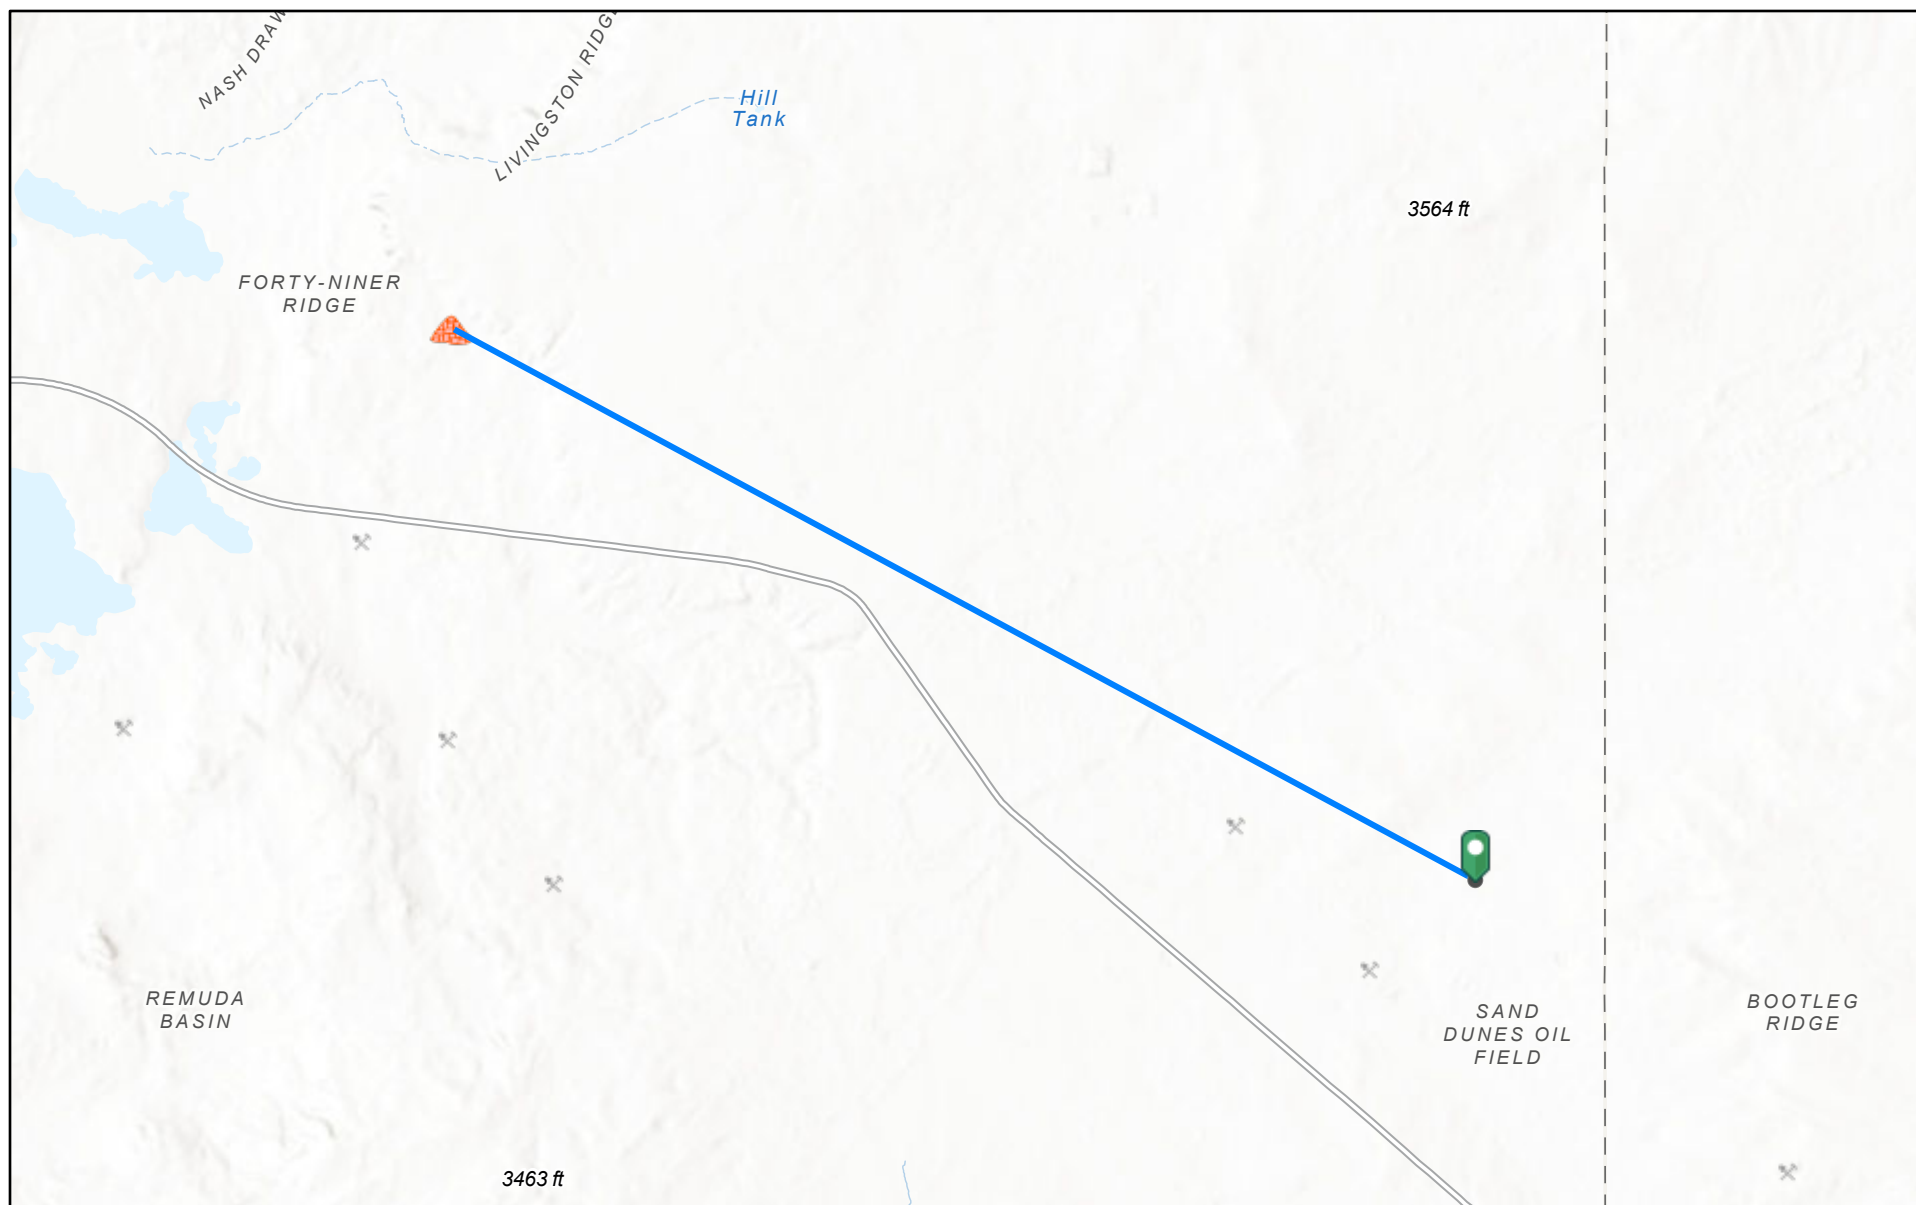 NASH DRAW
LIVINGSTON RIDGE
Hill
Tank
3564 ft
FORTY-NINER
RIDGE
REMUDA
BASIN
SAND
DUNES OIL
FIELD
BOOTLEG
RIDGE
3463 ft